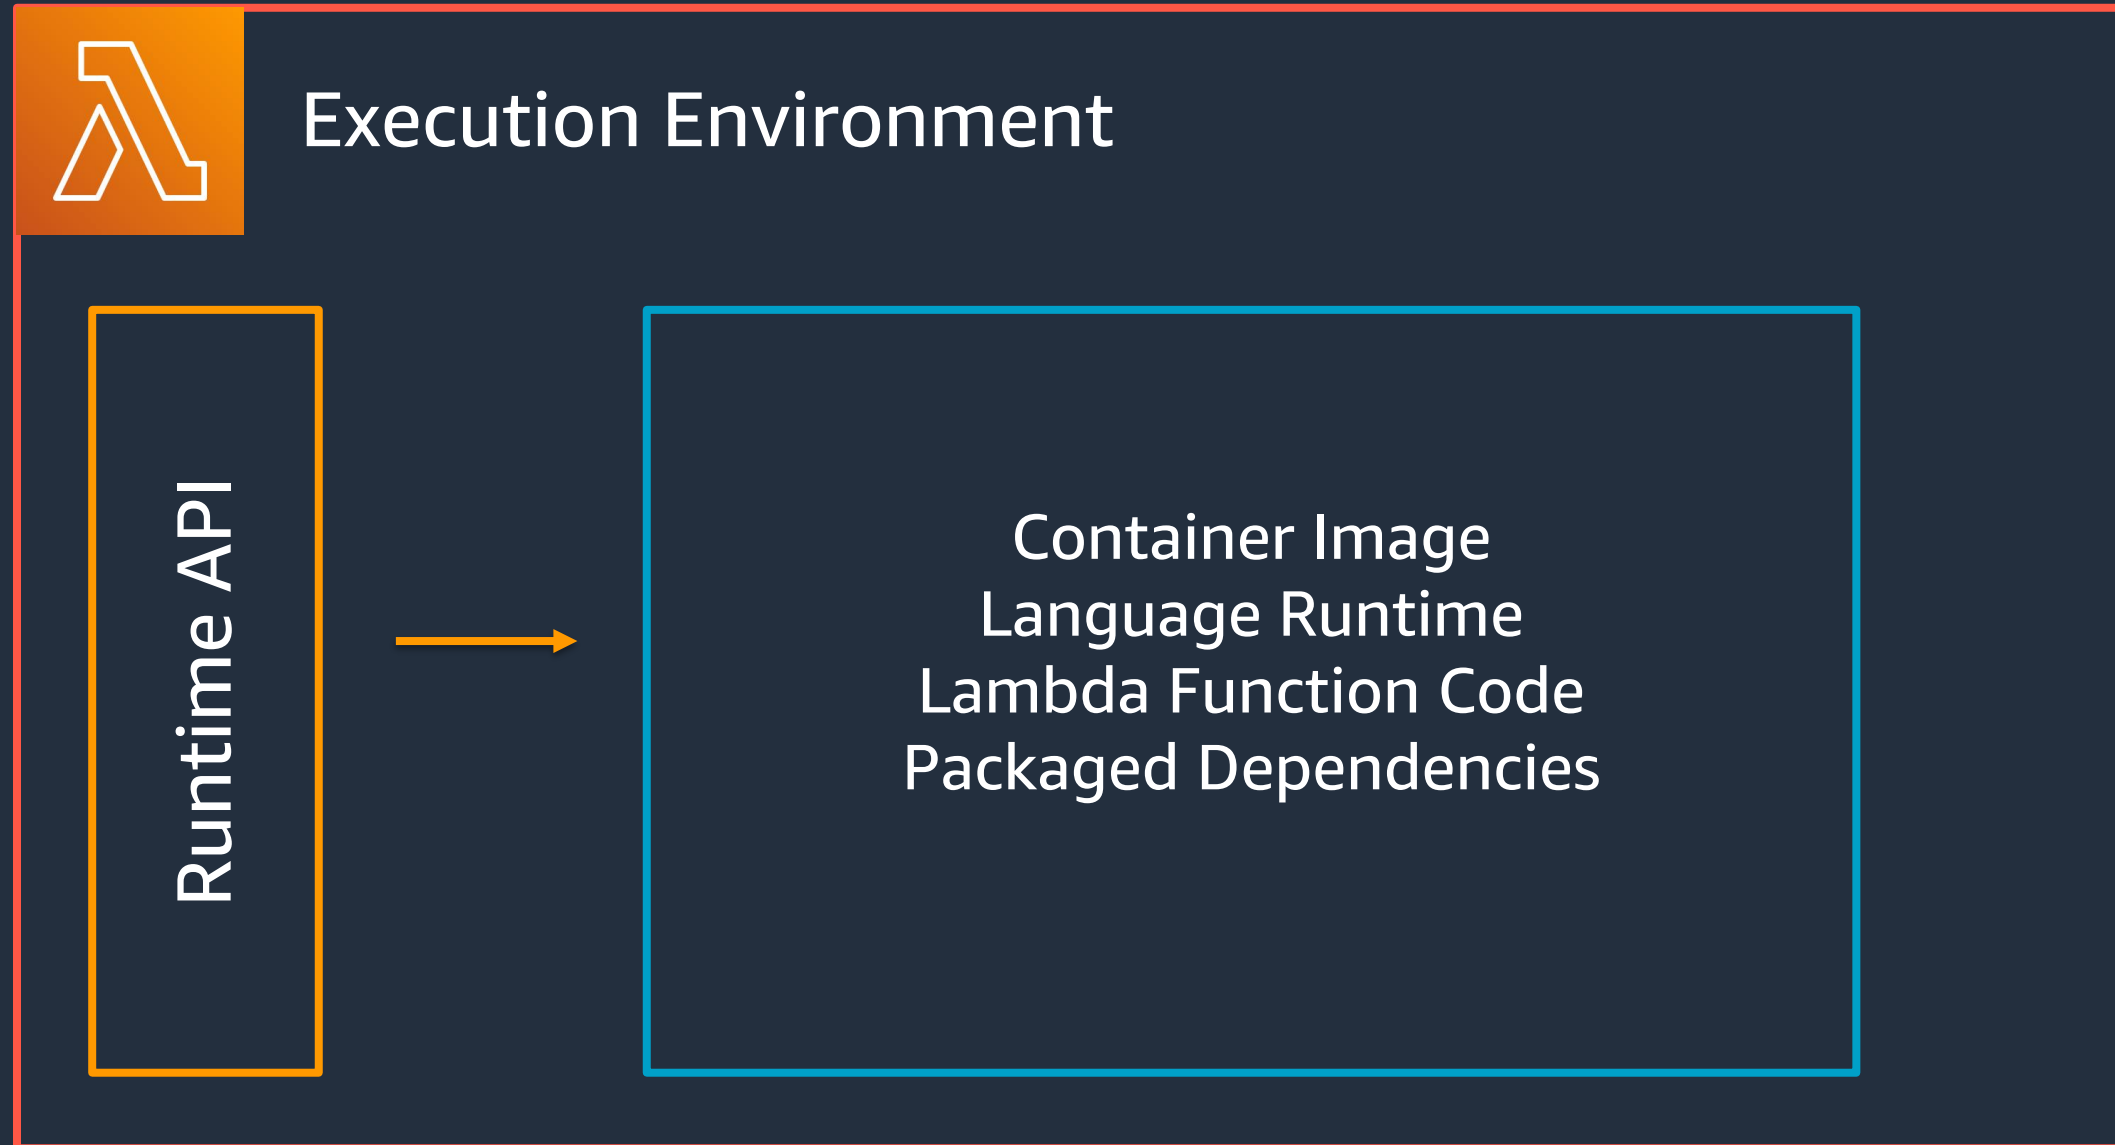 Execution Environment
Runtime API
Container Image
Language Runtime
Lambda Function Code
Packaged Dependencies